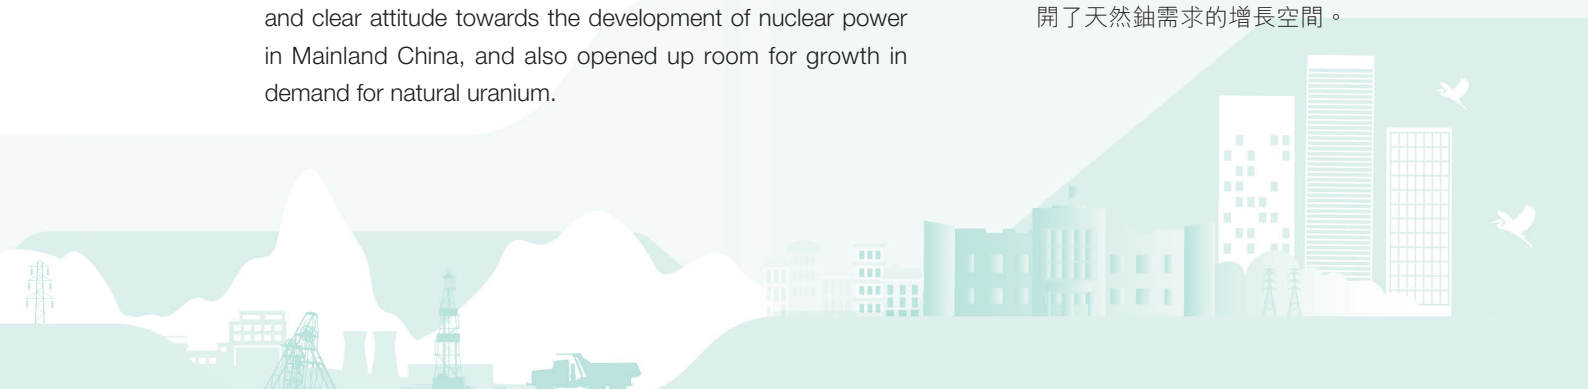 and clear attitude towards the development of nuclear power
in Mainland China, and also opened up room for growth in
demand for natural uranium.
開了天然鈾需求的增長空間。